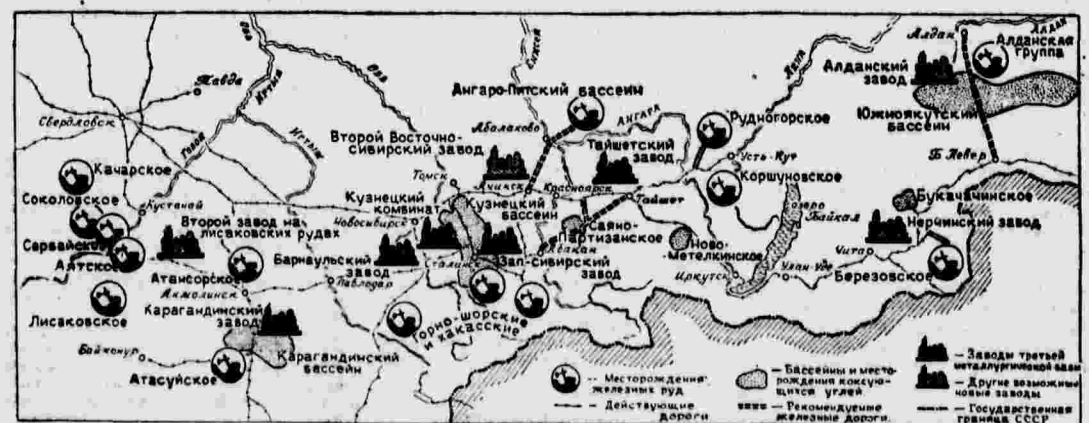 Обь
Иртыш
Обь
Енисей
Лена
Алдан
Алдан
Алданская
группа
Алданский
завод
Южноякутский
бассейн
Б Невер
Тавда
Свердловск
Тобол
Иртыш
Ангаро-Питский бассейн
Абалаково
Ангара
Рудногорское
Второй Восточно-
Сибирский завод
Тайшетский
завод
Усть-Кут
Качарское
Соколовское
Кустанай
Томск
Ачинск
Красноярск
Тайшет
Коршуновское
Кузнецкий
комбинат
Кузнецкий
бассейн
Новосибирск
озеро
Байкал
Букачачинское
Нерчинский завод
Сарбайское
Аятское
Второй завод на
лисаковских рудах
Барнаульский
завод
Сталинск
Абакан
Саяно-
Партизанское
Ново-
Метелкинское
Чита
Атансорское
Павлодар
Зап-сибирский
завод
Иркутск
Улан-Удэ
Березовское
Лисаковское
Акмолинск
Карагандинский
завод
Горно-шорские
и хакасские
Байконур
Карагандинский
бассейн
Атасуйское
-- Месторождения
железных руд
— Действующие
дороги
— Бассейны и место-
рождения коксую-
щихся углей
— Рекомендуемые
железные дороги.
— Заводы третьей
металлургической базы
— Другие возможные
новые заводы
— Государственная
граница СССР